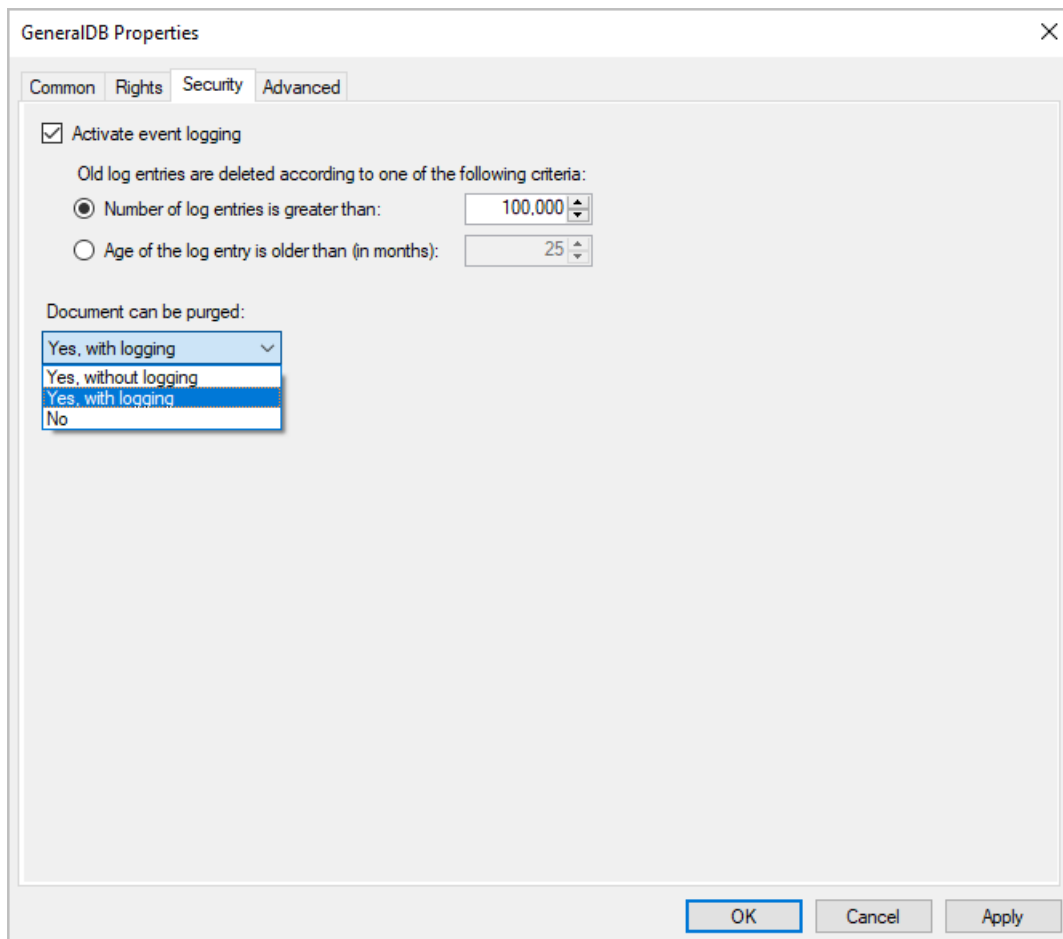 GeneralDB Properties
Common Rights Security Advanced
Activate event logging
Old log entries are deleted according to one of the following criteria:
Number of log entries is greater than: 100,000
Age of the log entry is older than (in months): 25
Document can be purged:
Yes, with logging
Yes, without logging
Yes, with logging
No
OK Cancel Apply